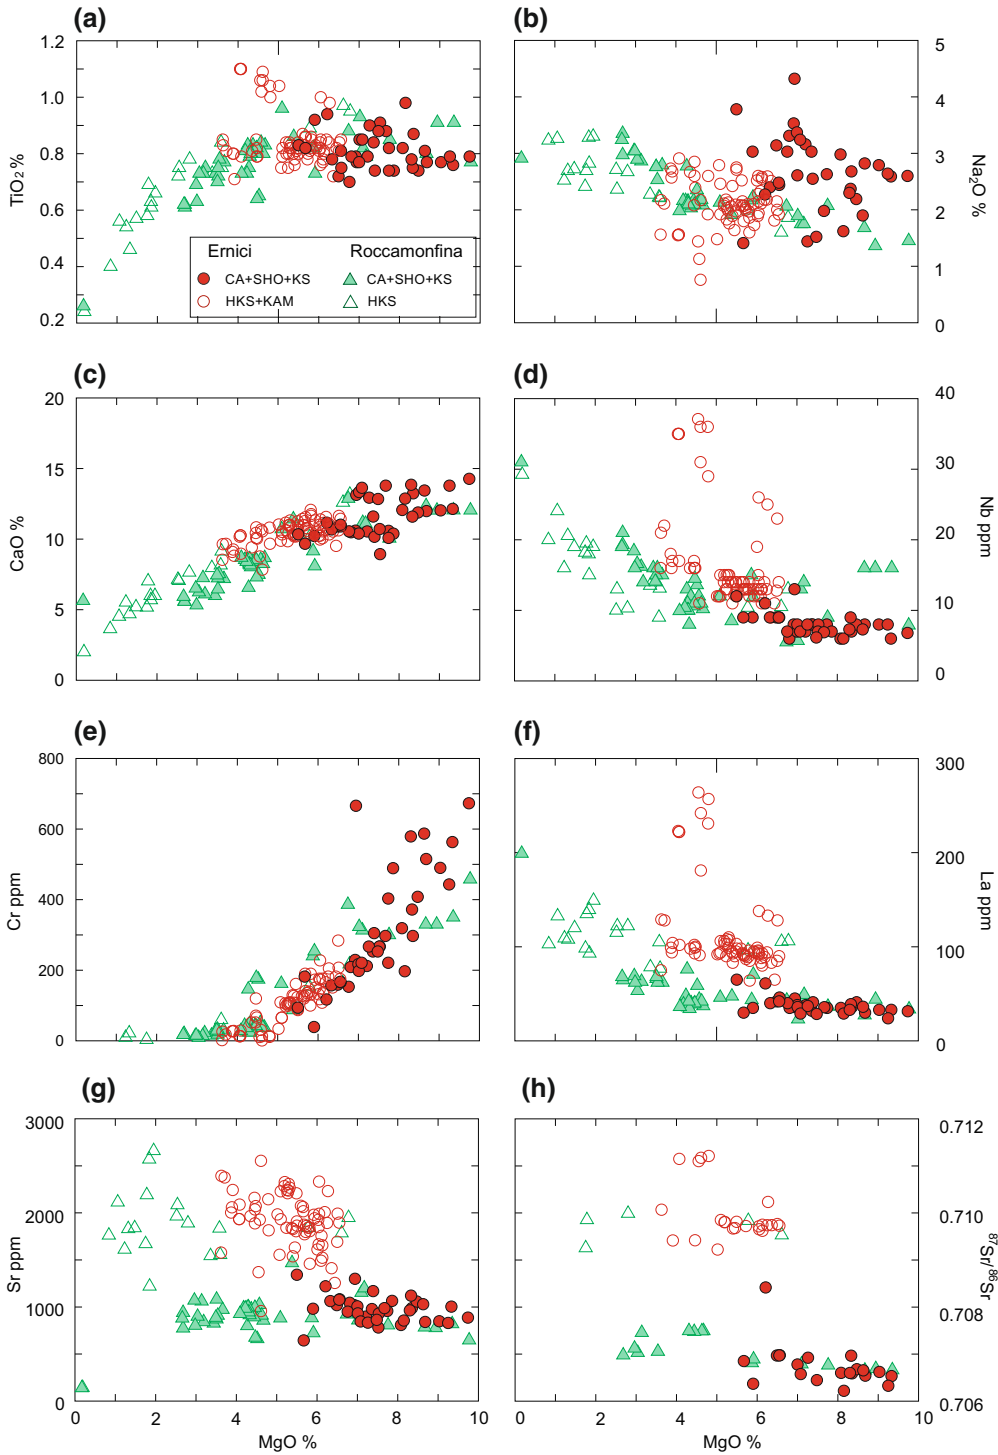 (a)
(b)
1.2
1.0
0.8
0.6
0.4
0.2
TiO2 %
Ernici
Roccamonfina
CA+SHO+KS
CA+SHO+KS
HKS+KAM
HKS
5
4
3
2
1
0
Na2O %
(c)
(d)
20
15
10
5
0
CaO %
40
30
20
10
0
Nb ppm
(e)
(f)
800
600
400
200
0
Cr ppm
300
200
100
0
La ppm
(g)
(h)
3000
2000
1000
0
Sr ppm
0.712
0.710
0.708
0.706
87Sr/86Sr
0 2 4 6 8 10
MgO %
0 2 4 6 8 10
MgO %